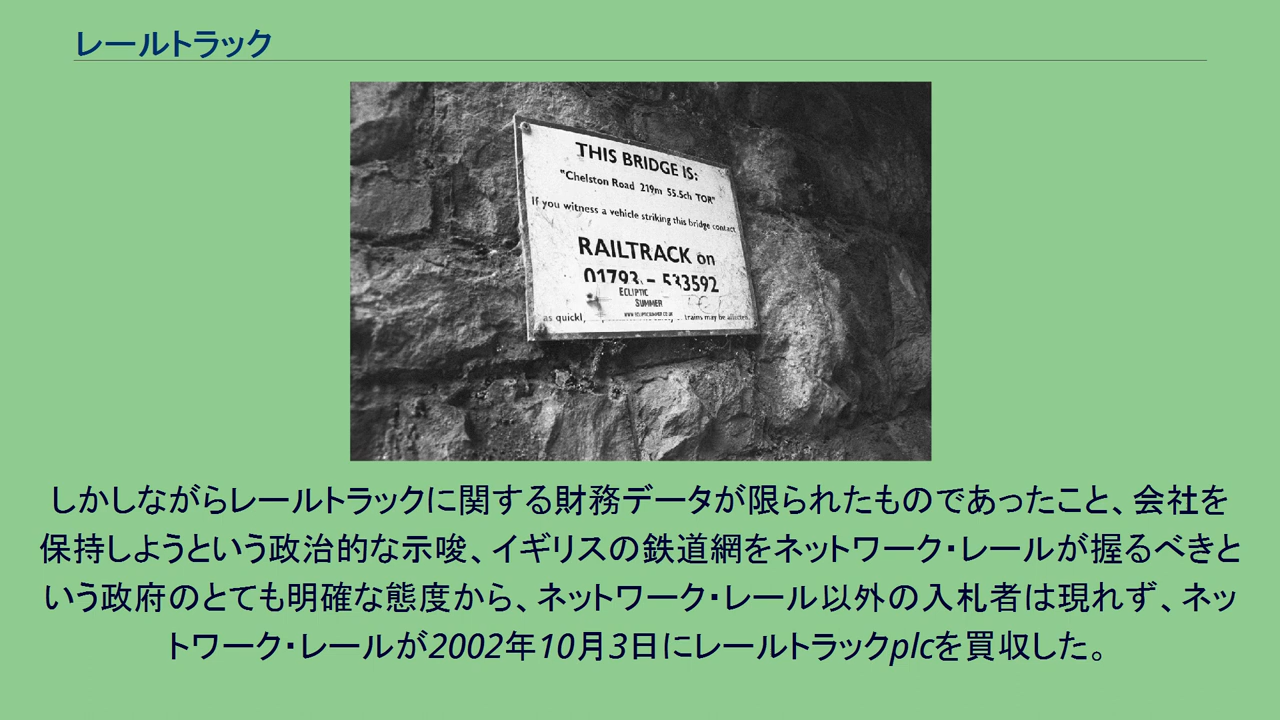 レールトラック
THIS BRIDGE IS:
"Chelston Road 219m 55.5ch TOR"
If you witness a vehicle striking this bridge contact
RAILTRACK on
01793 - 533592
ECLIPTIC
SUMMER
WWW.ECLIPTICSUMMER.CO.UK
as quickl, trains may be affected.
しかしながらレールトラックに関する財務データが限られたものであったこと、会社を
保持しようという政治的な示唆、イギリスの鉄道網をネットワーク・レールが握るべきと
いう政府のとても明確な態度から、ネットワーク・レール以外の入札者は現れず、ネッ
トワーク・レールが2002年10月3日にレールトラックplcを買収した。